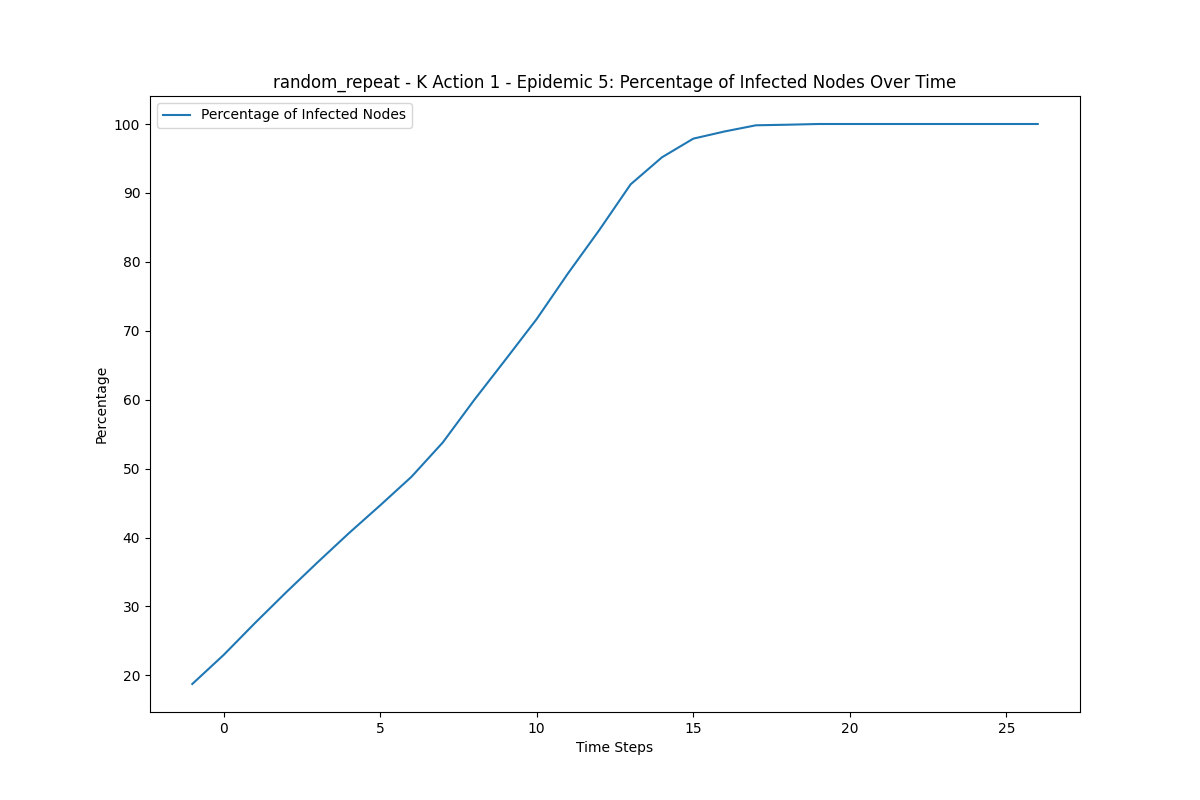 random_repeat - K Action 1 - Epidemic 5: Percentage of Infected Nodes Over Time
Percentage of Infected Nodes
100
90
80
70
60
50
40
30
20
Percentage
0 5 10 15 20 25
Time Steps